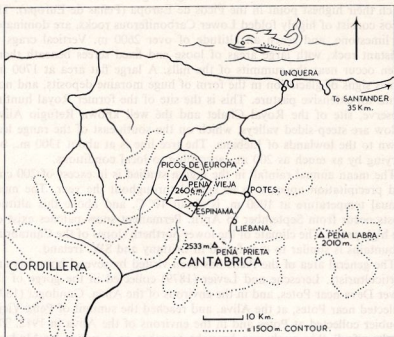 UNQUERA
To SANTANDER
35 Km.
PICOS DE EUROPA
PEÑA VIEJA
2606 m.
ESPINAMA.
POTES.
LIEBANA.
2533 m.
PEÑA PRIETA
PEÑA LABRA
2010 m.
CORDILLERA
CANTABRICA
10 Km.
= 1500 m. CONTOUR.